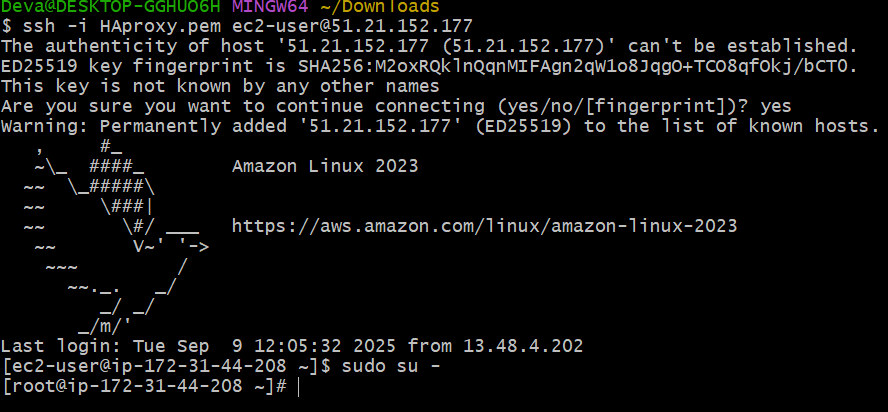 Deva@DESKTOP-GGHUO6H MINGW64 ~/Downloads
$ ssh -i HAproxy.pem ec2-user@51.21.152.177
The authenticity of host '51.21.152.177 (51.21.152.177)' can't be established.
ED25519 key fingerprint is SHA256:M2oxRQklnQqnMIFAgn2qW1o8JqgO+TCO8qfOkj/bCT0.
This key is not known by any other names
Are you sure you want to continue connecting (yes/no/[fingerprint])? yes
Warning: Permanently added '51.21.152.177' (ED25519) to the list of known hosts.
   ,     #_
   ~\_  ####_        Amazon Linux 2023
  ~~  \_#####\
  ~~     \###|
  ~~       \#/ ___   https://aws.amazon.com/linux/amazon-linux-2023
   ~~       V~' '->
    ~~~         /
      ~~._.   _/
         _/ _/
       _/m/'
Last login: Tue Sep  9 12:05:32 2025 from 13.48.4.202
[ec2-user@ip-172-31-44-208 ~]$ sudo su -
[root@ip-172-31-44-208 ~]#